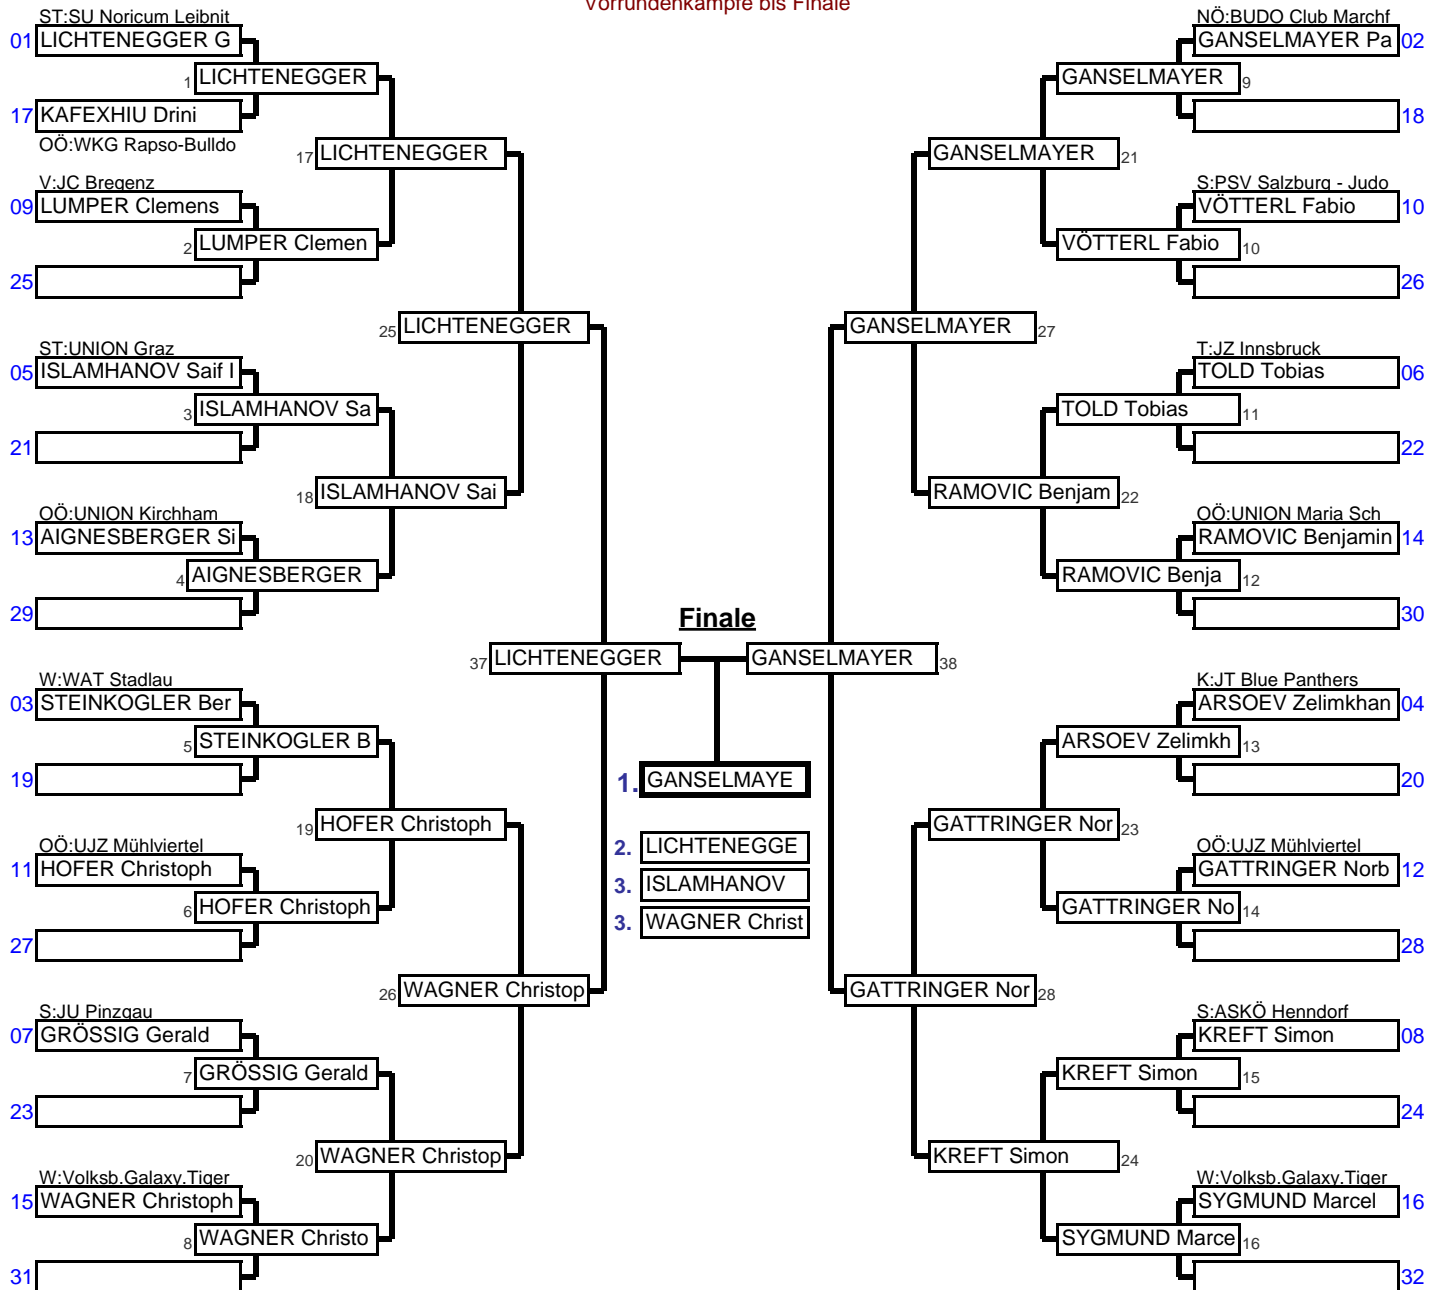 Vorrundenkämpfe bis Finale
ST:SU Noricum Leibnit
01 LICHTENEGGER G
1 LICHTENEGGER
17 KAFEXHIU Drini
OÖ:WKG Rapso-Bulldo
17 LICHTENEGGER
V:JC Bregenz
09 LUMPER Clemens
2 LUMPER Clemen
25
25 LICHTENEGGER
ST:UNION Graz
05 ISLAMHANOV Saif I
3 ISLAMHANOV Sa
21
18 ISLAMHANOV Sai
OÖ:UNION Kirchham
13 AIGNESBERGER Si
4 AIGNESBERGER
29
37 LICHTENEGGER
W:WAT Stadlau
03 STEINKOGLER Ber
5 STEINKOGLER B
19
19 HOFER Christoph
OÖ:UJZ Mühlviertel
11 HOFER Christoph
6 HOFER Christoph
27
26 WAGNER Christop
S:JU Pinzgau
07 GRÖSSIG Gerald
7 GRÖSSIG Gerald
23
20 WAGNER Christop
W:Volksb.Galaxy.Tiger
15 WAGNER Christoph
8 WAGNER Christo
31
Finale
1. GANSELMAYE
2. LICHTENEGGE
3. ISLAMHANOV
3. WAGNER Christ
NÖ:BUDO Club Marchf
GANSELMAYER Pa 02
GANSELMAYER 9
18
GANSELMAYER 21
S:PSV Salzburg - Judo
VÖTTERL Fabio 10
VÖTTERL Fabio 10
26
GANSELMAYER 27
T:JZ Innsbruck
TOLD Tobias 06
TOLD Tobias 11
22
RAMOVIC Benjam 22
OÖ:UNION Maria Sch
RAMOVIC Benjamin 14
RAMOVIC Benja 12
30
GANSELMAYER 38
K:JT Blue Panthers
ARSOEV Zelimkhan 04
ARSOEV Zelimkh 13
20
GATTRINGER Nor 23
OÖ:UJZ Mühlviertel
GATTRINGER Norb 12
GATTRINGER No 14
28
GATTRINGER Nor 28
S:ASKÖ Henndorf
KREFT Simon 08
KREFT Simon 15
24
KREFT Simon 24
W:Volksb.Galaxy.Tiger
SYGMUND Marcel 16
SYGMUND Marce 16
32